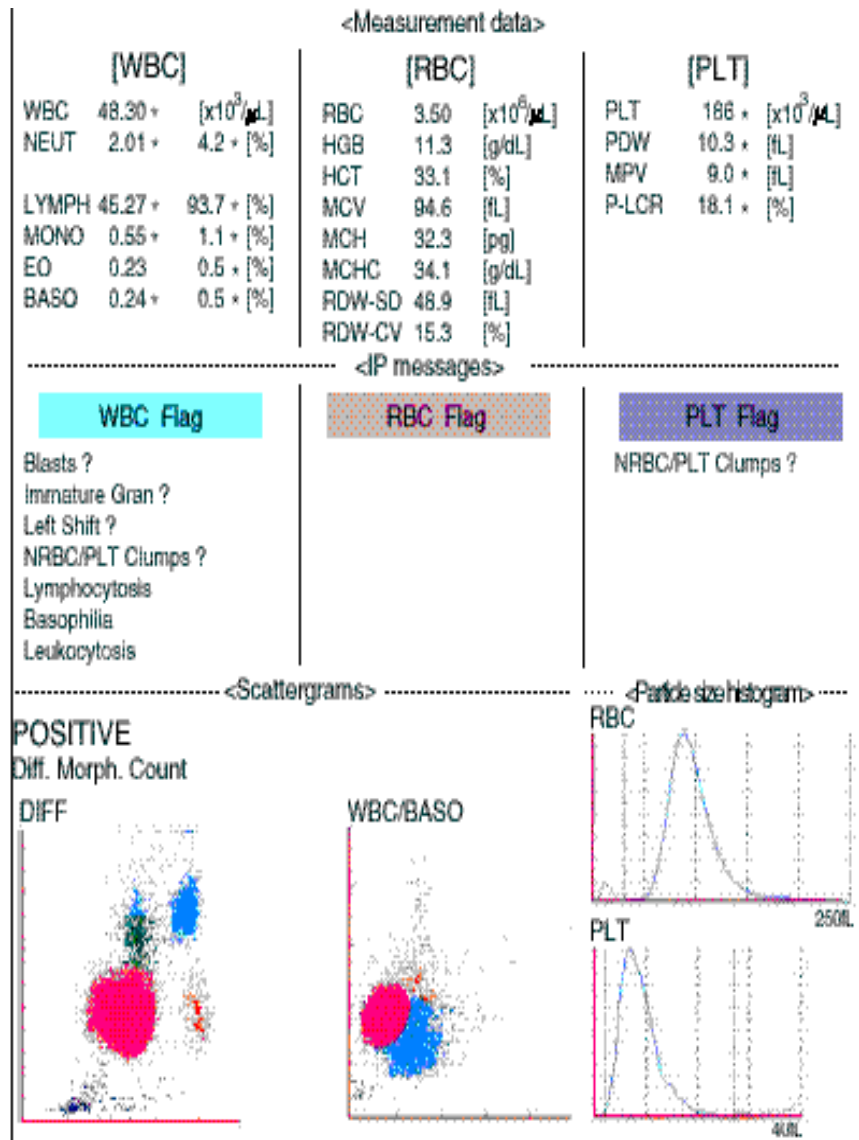 <Measurement data>
[WBC]
WBC 48.30 + [x10³/µL]
NEUT 2.01 * 4.2 * [%]
LYMPH 45.27 + 93.7 + [%]
MONO 0.55 + 1.1 + [%]
EO 0.23 0.5 * [%]
BASO 0.24 + 0.5 * [%]
[RBC]
RBC 3.50 [x10⁶/µL]
HGB 11.3 [g/dL]
HCT 33.1 [%]
MCV 94.6 [fL]
MCH 32.3 [pg]
MCHC 34.1 [g/dL]
RDW-SD 48.9 [fL]
RDW-CV 15.3 [%]
[PLT]
PLT 166 * [x10³/µL]
PDW 10.3 * [fL]
MPV 9.0 * [fL]
P-LCR 18.1 * [%]
<IP messages>
WBC Flag
Blasts ?
Immature Gran ?
Left Shift ?
NRBC/PLT Clumps ?
Lymphocytosis
Basophilia
Leukocytosis
RBC Flag
PLT Flag
NRBC/PLT Clumps ?
<Scattergrams>
POSITIVE
Diff. Morph. Count
DIFF
WBC/BASO
<Particle size histogram>
RBC
250fL
PLT
40fL